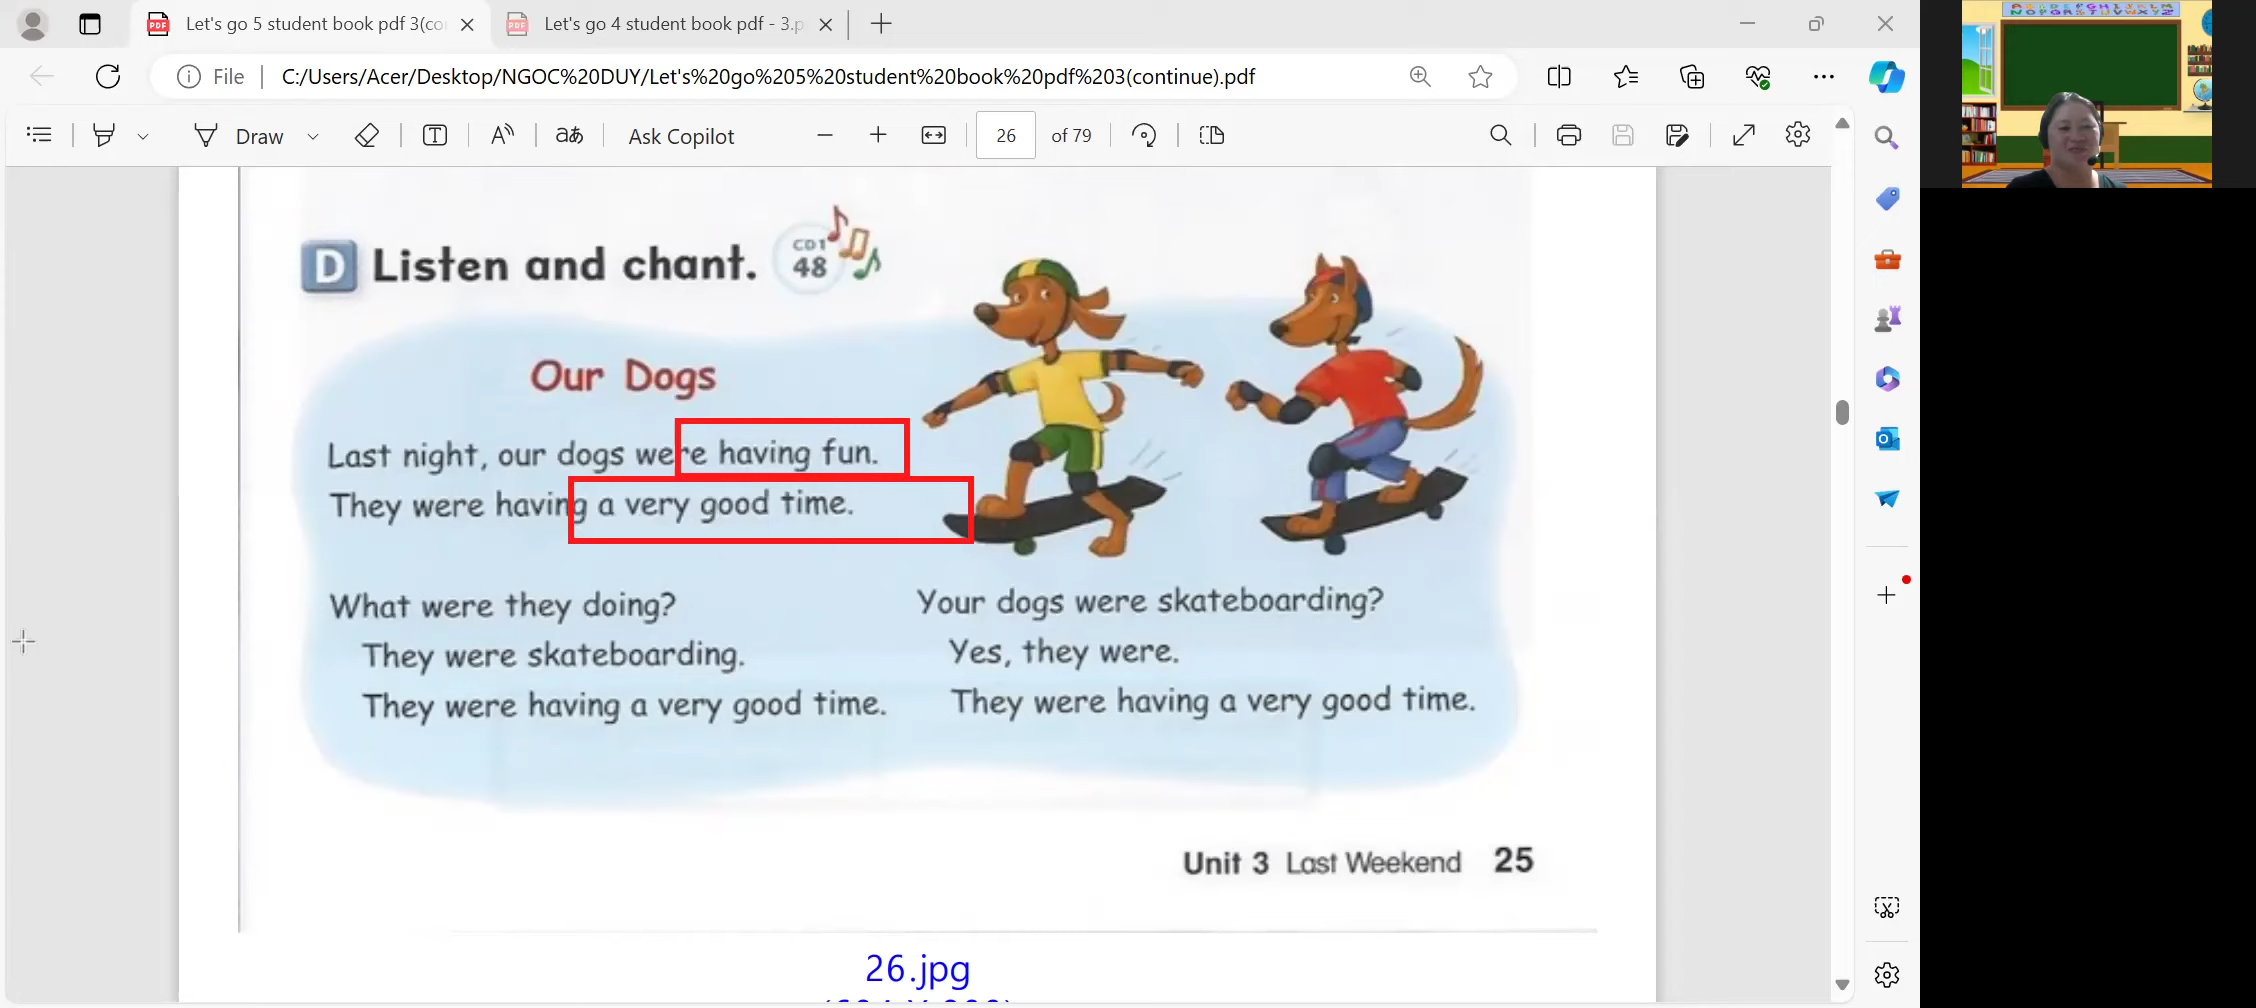 Let's go 5 student book pdf 3(co
Let's go 4 student book pdf - 3.p
File
C:/Users/Acer/Desktop/NGOC%20DUY/Let's%20go%205%20student%20book%20pdf%203(continue).pdf
Draw
aあ
Ask Copilot
26
of 79
D Listen and chant.
CD1
48
Our Dogs
Last night, our dogs were having fun.
They were having a very good time.
What were they doing?
They were skateboarding.
They were having a very good time.
Your dogs were skateboarding?
Yes, they were.
They were having a very good time.
Unit 3 Last Weekend 25
26.jpg